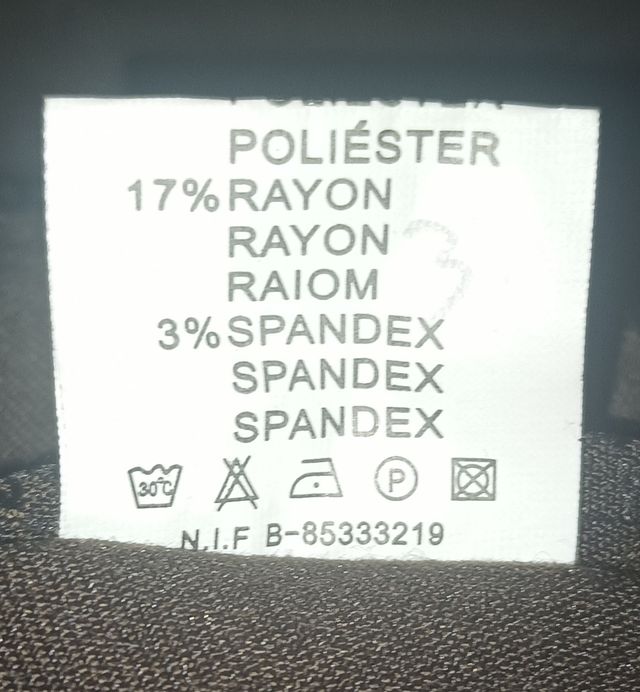 POLIÉSTER
17% RAYON
RAYON
RAIOM
3% SPANDEX
SPANDEX
SPANDEX
30°C
P
N.I.F B-85333219